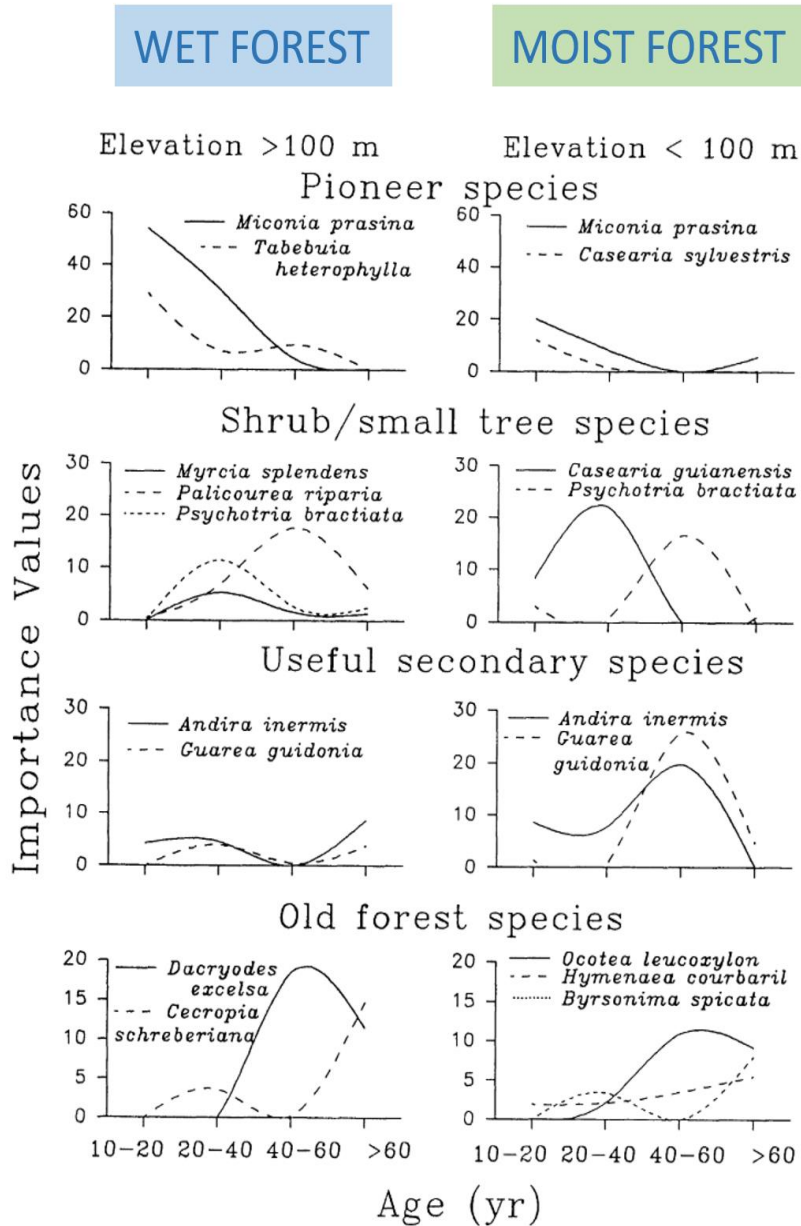 WET FOREST
MOIST FOREST
Elevation >100 m
Elevation < 100 m
Pioneer species
60
40
20
0
Miconia prasina
Tabebuia
heterophylla
60
40
20
0
Miconia prasina
Casearia sylvestris
Shrub/small tree species
30
20
10
0
Myrcia splendens
Palicourea riparia
Psychotria bractiata
30
20
10
0
Casearia guianensis
Psychotria bractiata
Useful secondary species
30
20
10
0
Andira inermis
Guarea guidonia
30
20
10
0
Andira inermis
Guarea
guidonia
Old forest species
20
15
10
5
0
Dacryodes
excelsa
Cecropia
schreberiana
20
15
10
5
0
Ocotea leucoxylon
Hymenaea courbaril
Byrsonima spicata
10-20 20-40 40-60 >60
10-20 20-40 40-60 >60
Importance Values
Age (yr)